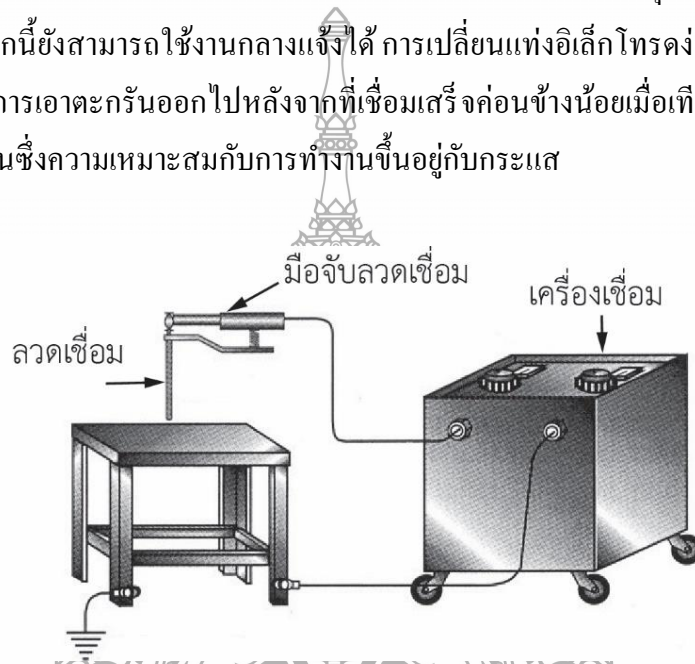 กนี้ยังสามารถใช้งานกลางแจ้งได้ การเปลี่ยนแท่งอิเล็กโทรดง่
การเอาตะกรันออกไปหลังจากที่เชื่อมเสร็จค่อนข้างน้อยเมื่อเที
นซึ่งความเหมาะสมกับการทำงานขึ้นอยู่กับกระแส
มือจับลวดเชื่อม
เครื่องเชื่อม
ลวดเชื่อม